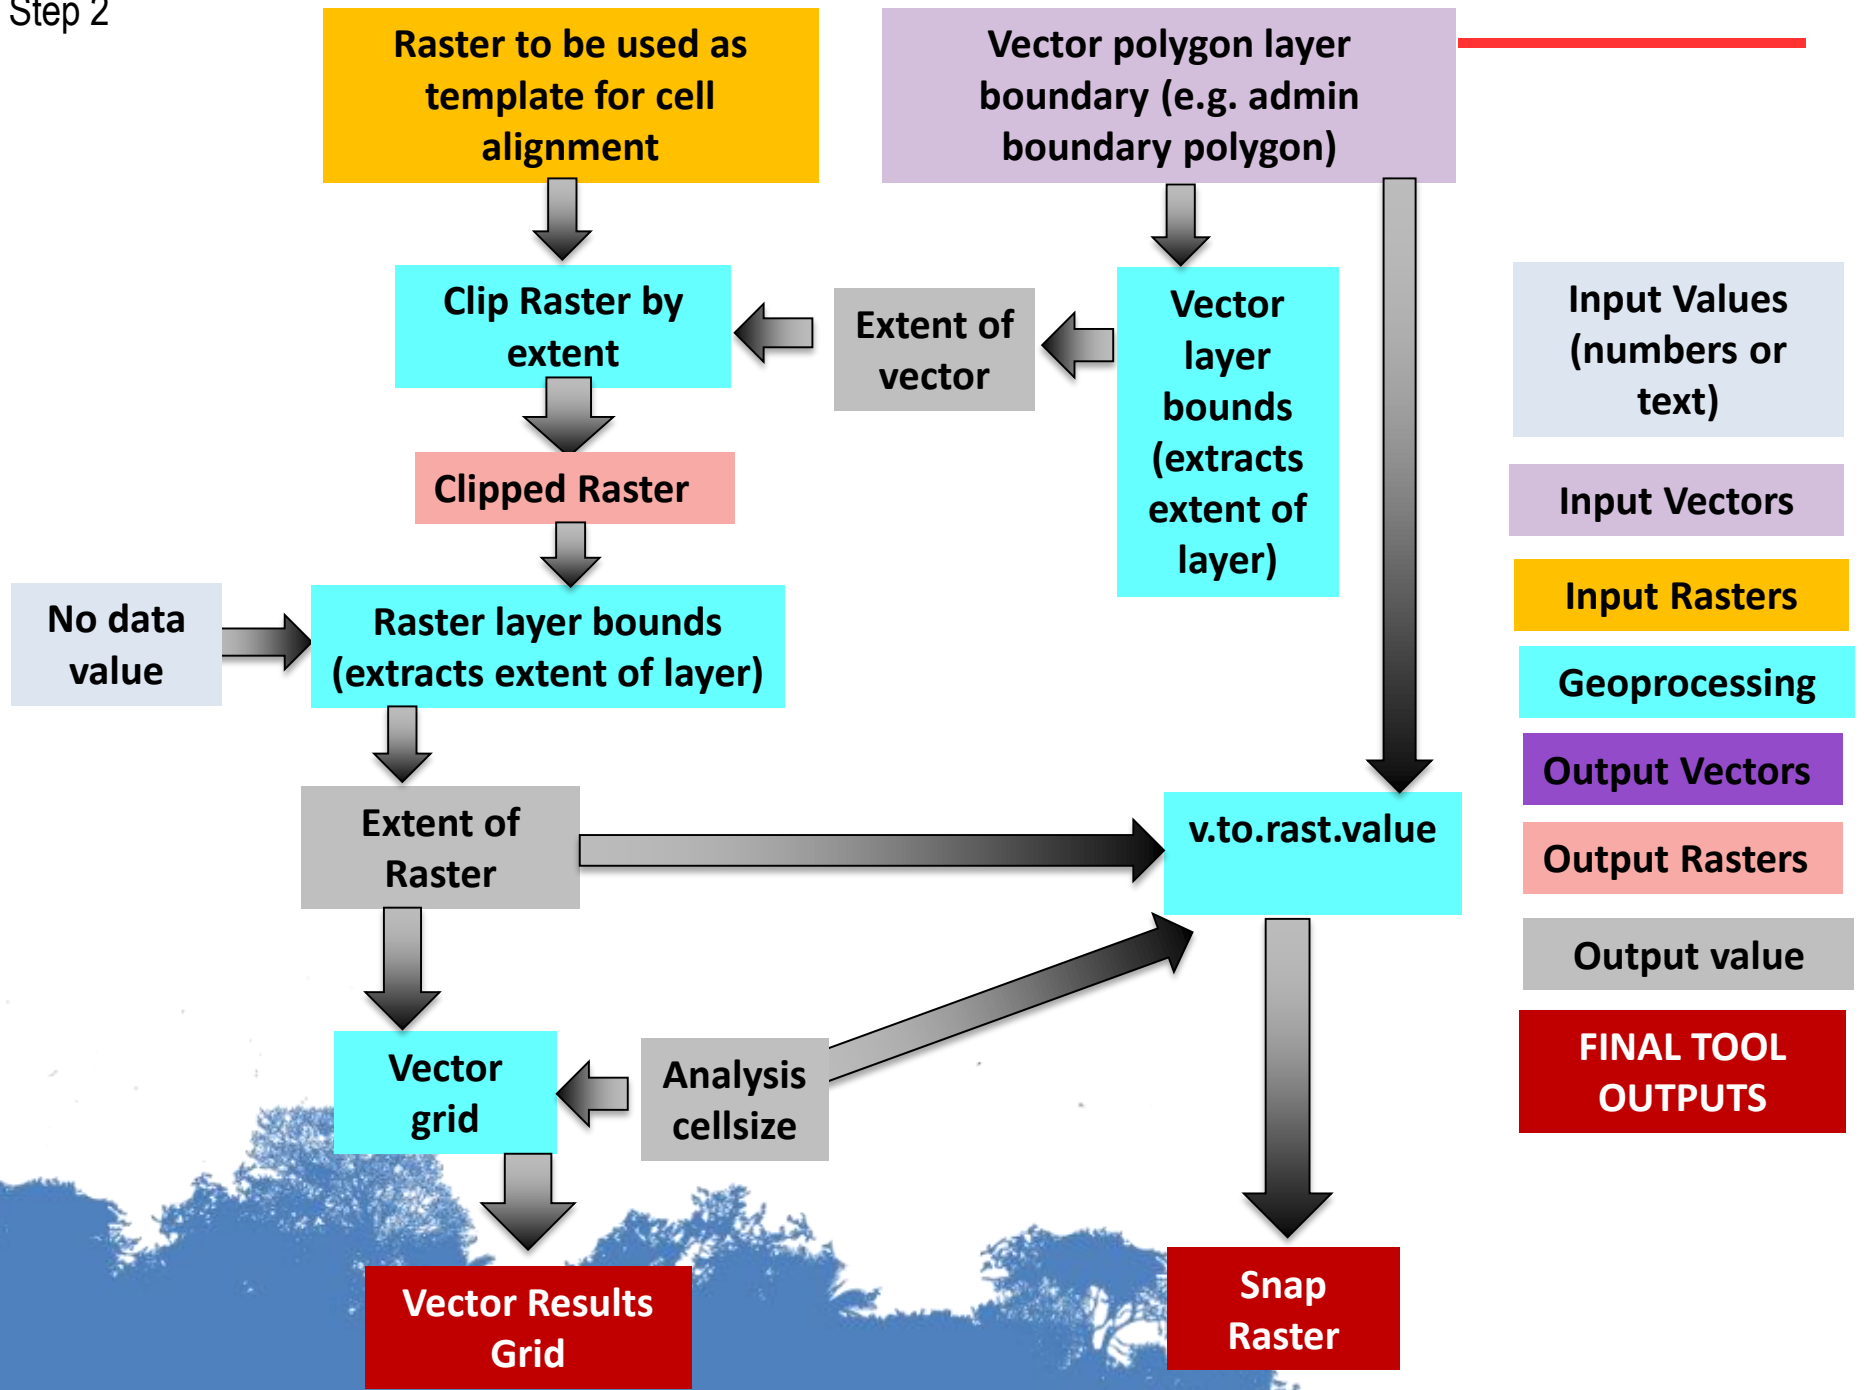 Step 2
Raster to be used as
template for cell
alignment
Vector polygon layer
boundary (e.g. admin
boundary polygon)
Clip Raster by
extent
Extent of
vector
Vector
layer
bounds
(extracts
extent of
layer)
Clipped Raster
No data
value
Raster layer bounds
(extracts extent of layer)
Extent of
Raster
v.to.rast.value
Vector
grid
Analysis
cellsize
Vector Results
Grid
Snap
Raster
Input Values
(numbers or
text)
Input Vectors
Input Rasters
Geoprocessing
Output Vectors
Output Rasters
Output value
FINAL TOOL
OUTPUTS